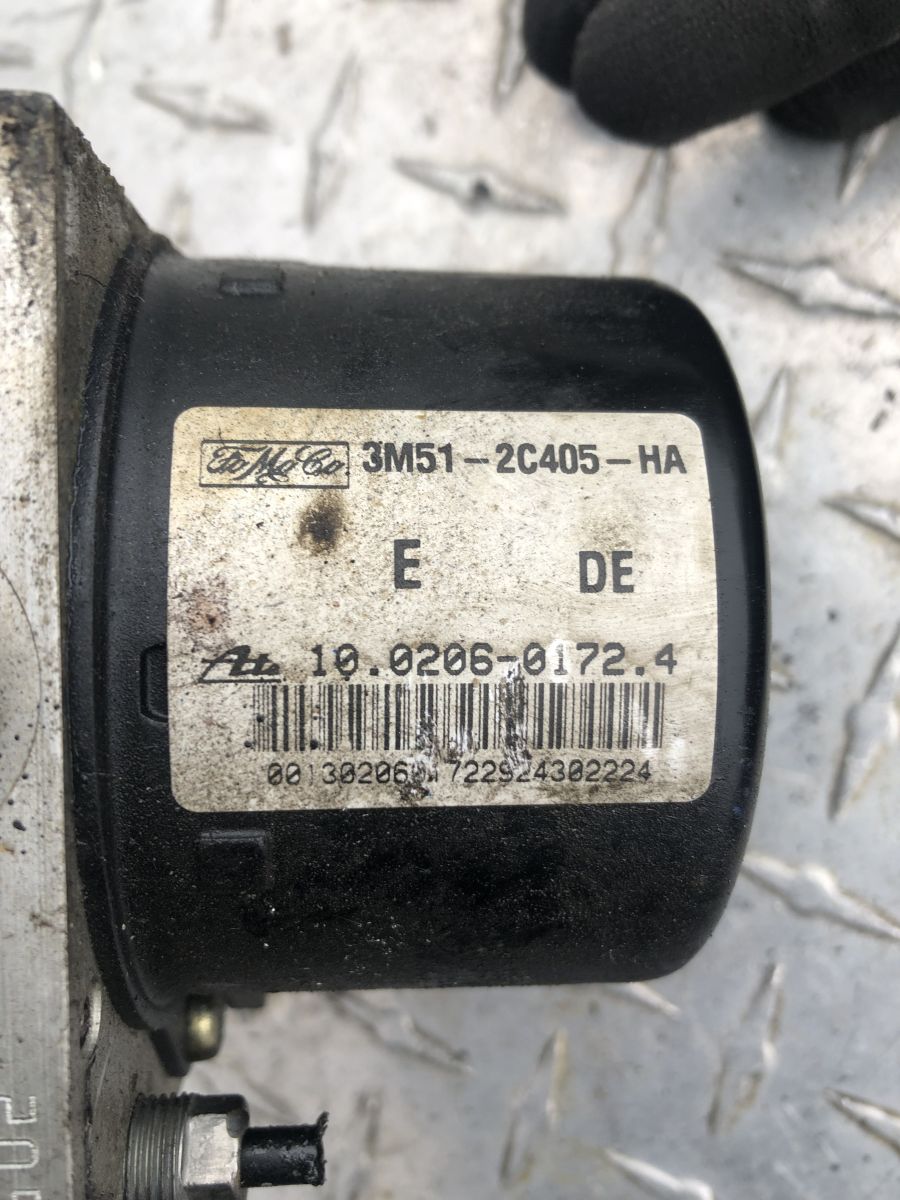 FoMoCo 3M51-2C405-HA
E DE
Ate 10.0206-0172.4